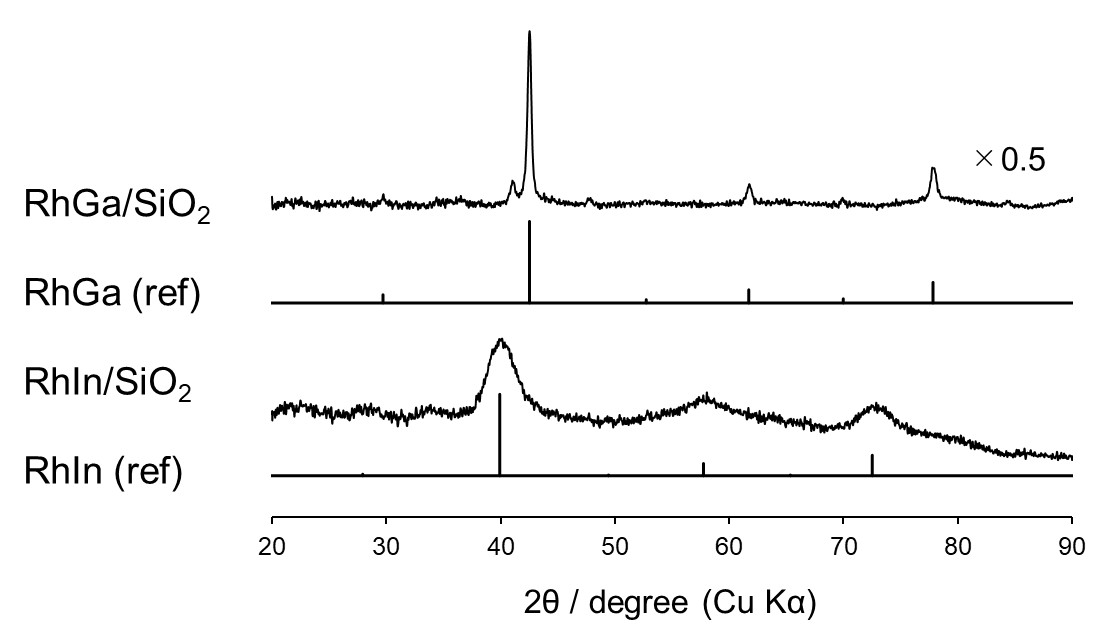 × 0.5
RhGa/SiO₂
RhGa (ref)
RhIn/SiO₂
RhIn (ref)
20 30 40 50 60 70 80 90
2θ / degree (Cu Kα)